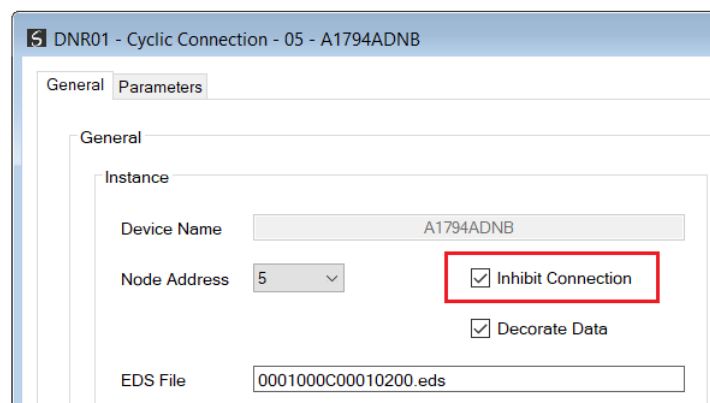 DNR01 - Cyclic Connection - 05 - A1794ADNB
General Parameters
General
Instance
Device Name A1794ADNB
Node Address 5 Inhibit Connection
Decorate Data
EDS File 0001000C00010200.eds